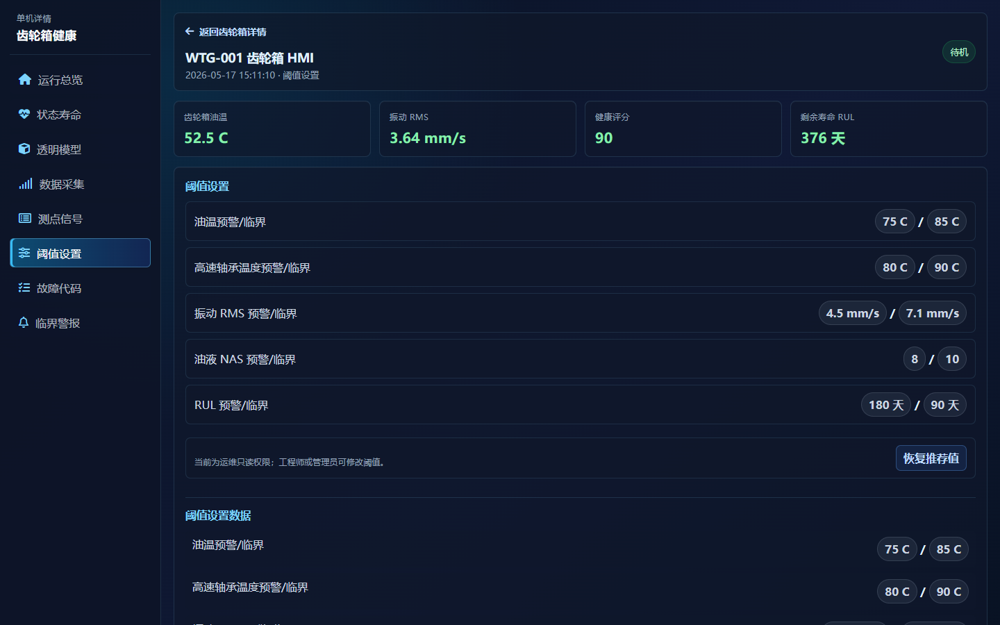 单机详情
齿轮箱健康
运行总览
状态寿命
透明模型
数据采集
测点信号
阈值设置
故障代码
临界警报
返回齿轮箱详情
WTG-001 齿轮箱 HMI
2026-05-17 15:11:10 · 阈值设置
待机
齿轮箱油温
52.5 C
振动 RMS
3.64 mm/s
健康评分
90
剩余寿命 RUL
376 天
阈值设置
油温预警/临界
75 C / 85 C
高速轴承温度预警/临界
80 C / 90 C
振动 RMS 预警/临界
4.5 mm/s / 7.1 mm/s
油液 NAS 预警/临界
8 / 10
RUL 预警/临界
180 天 / 90 天
当前为运维只读权限；工程师或管理员可修改阈值。
恢复推荐值
阈值设置数据
油温预警/临界
75 C / 85 C
高速轴承温度预警/临界
80 C / 90 C